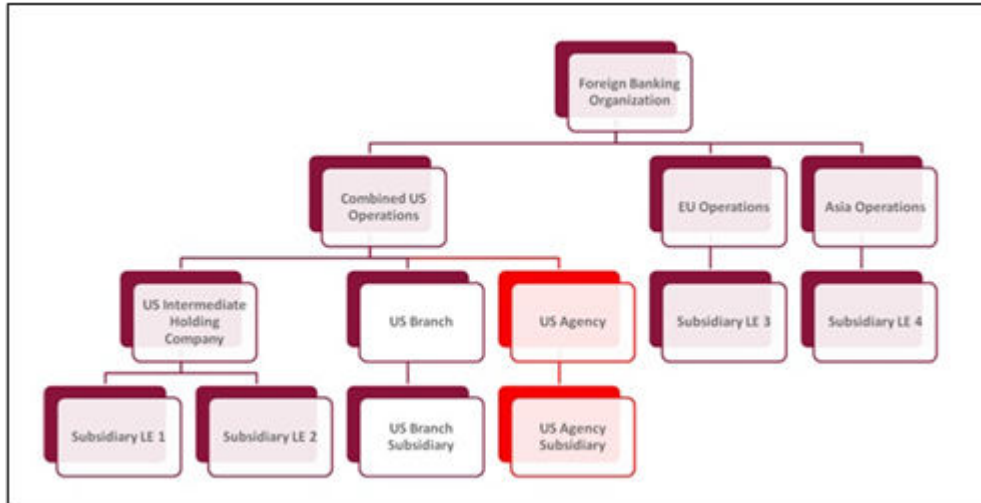 Foreign Banking
Organization
Combined US
Operations
EU Operations
Asia Operations
US Intermediate
Holding
Company
US Branch
US Agency
Subsidiary LE 3
Subsidiary LE 4
Subsidiary LE 1
Subsidiary LE 2
US Branch
Subsidiary
US Agency
Subsidiary